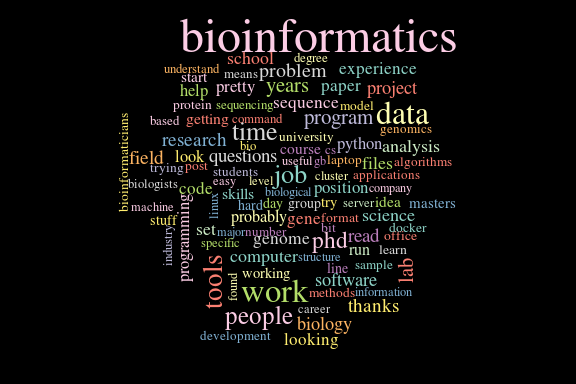 bioinformatics
school degree
understand means problem experience
start
help pretty years paper project
protein sequencing sequence model data
based getting command time program genomics
research bio university python analysis
field look questions course cs
trying post useful gb laptop files algorithms
bioinformaticians
biologists students job cluster applications
code easy level biological position company
machine linux skills hard day group try server idea masters
stuff programming probably gene format science
set major number bit docker
industry specific genome phd read office
computer structure run learn
tools found working line sample lab
work software
methods information
people career thanks
biology
development looking